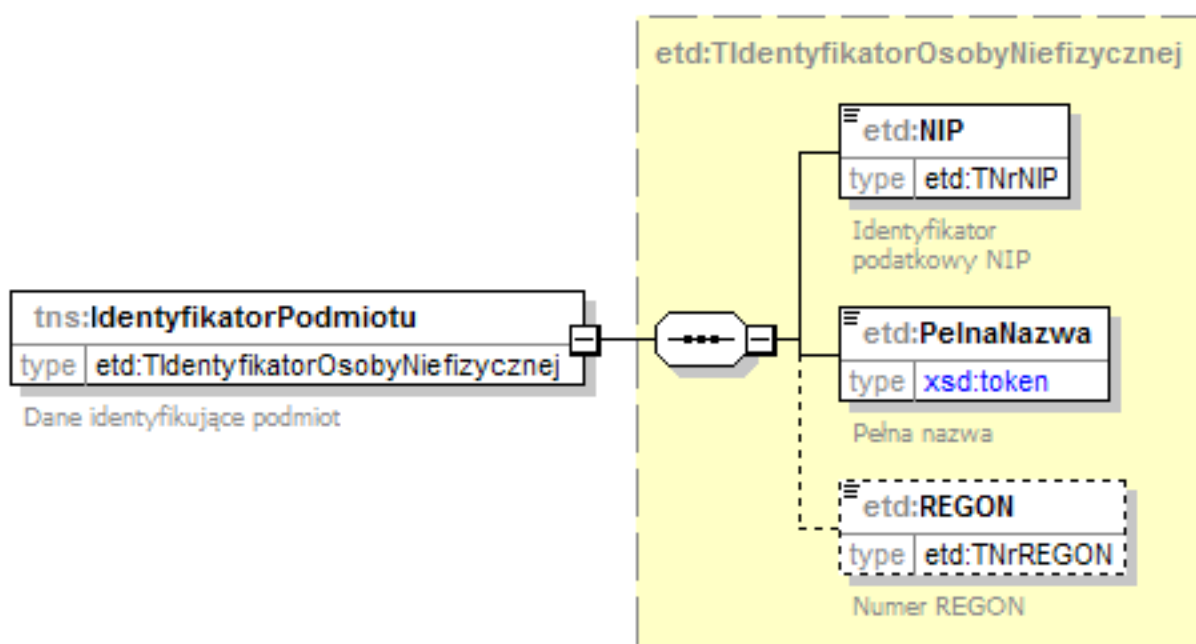 etd:TIdentyfikatorOsobyNiefizycznej
etd:NIP
type etd:TNrNIP
Identyfikator
podatkowy NIP
tns:IdentyfikatorPodmiotu
type etd:TIdentyfikatorOsobyNiefizycznej
Dane identyfikujące podmiot
etd:PelnaNazwa
type xsd:token
Pełna nazwa
etd:REGON
type etd:TNrREGON
Numer REGON